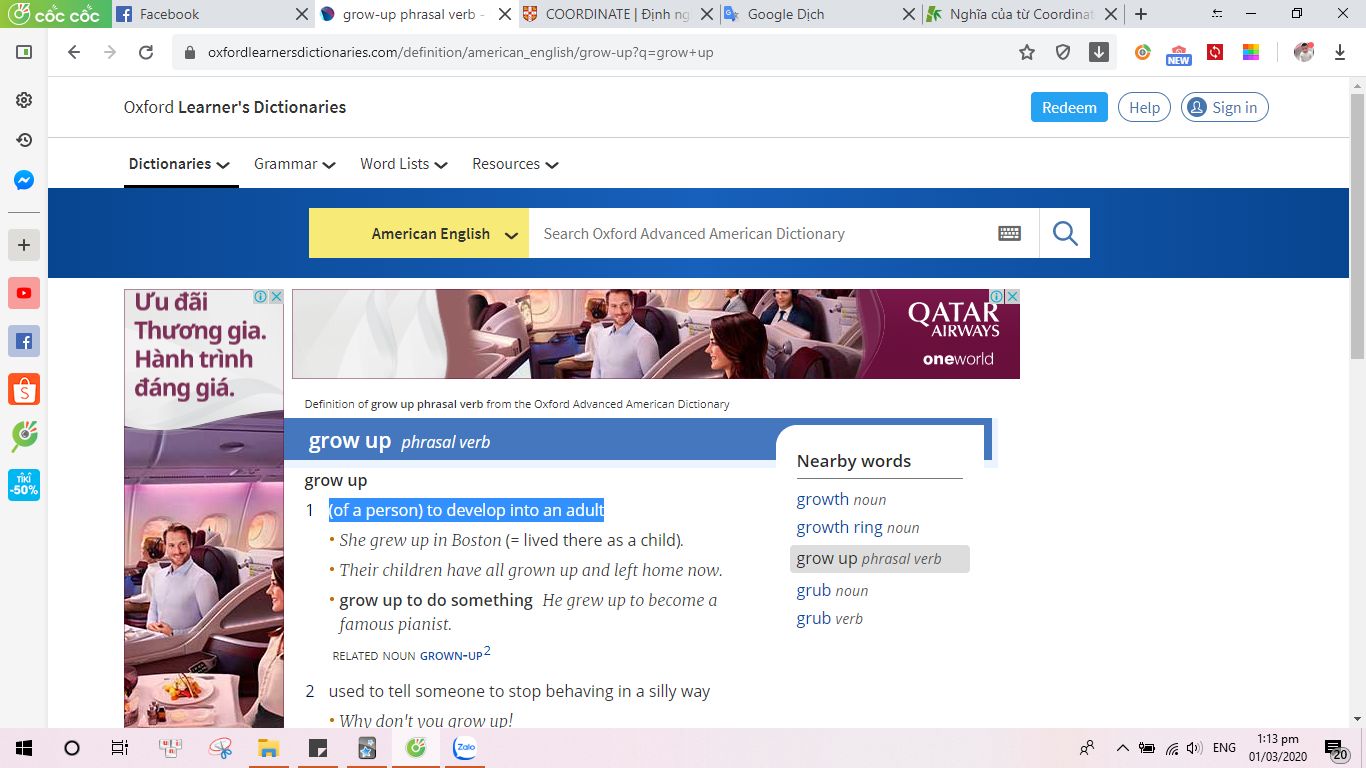 cốc cốc
Facebook
grow-up phrasal verb -
COORDINATE | Định ng
Google Dịch
Nghĩa của từ Coordinat
oxfordlearnersdictionaries.com/definition/american_english/grow-up?q=grow+up
NEW
Oxford Learner's Dictionaries
Redeem
Help
Sign in
Dictionaries
Grammar
Word Lists
Resources
American English
Search Oxford Advanced American Dictionary
Ưu đãi
Thương gia.
Hành trình
đáng giá.
QATAR
AIRWAYS
oneworld
Definition of grow up phrasal verb from the Oxford Advanced American Dictionary
grow up phrasal verb
grow up
1 (of a person) to develop into an adult
• She grew up in Boston (= lived there as a child).
• Their children have all grown up and left home now.
• grow up to do something He grew up to become a
famous pianist.
RELATED NOUN GROWN-UP2
2 used to tell someone to stop behaving in a silly way
• Why don't you grow up!
Nearby words
growth noun
growth ring noun
grow up phrasal verb
grub noun
grub verb
TIKI
-50%
Zalo
ENG
1:13 pm
01/03/2020
20